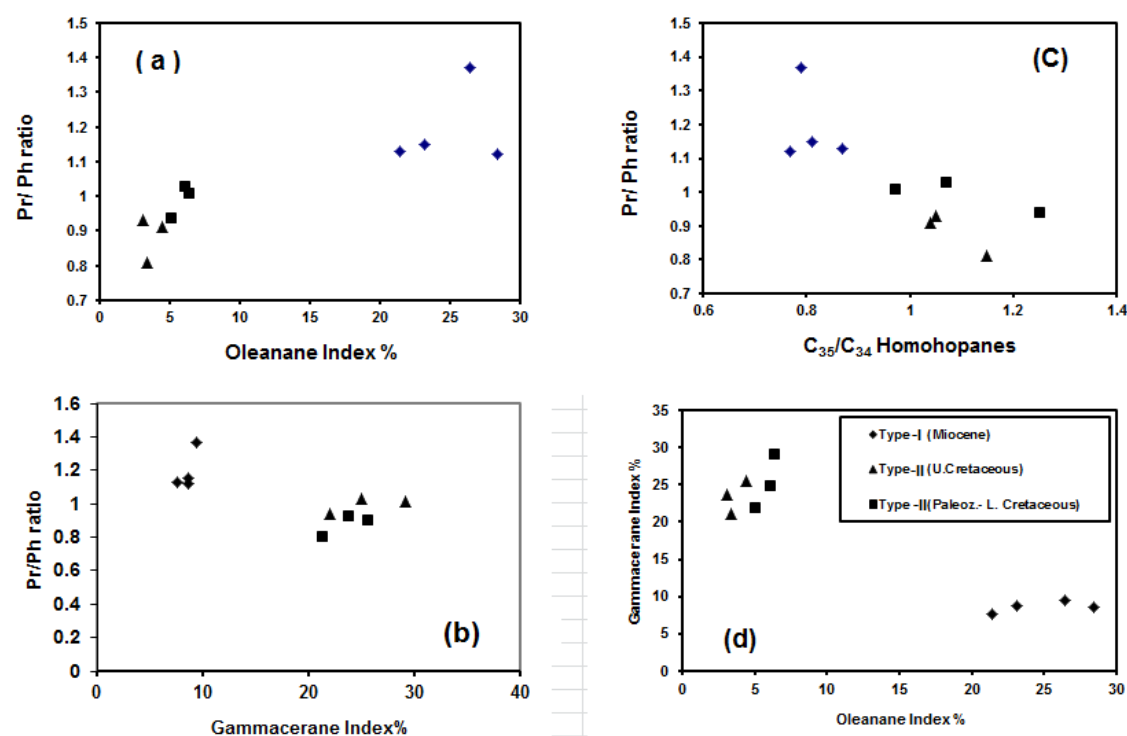 ( a )
1.5
1.4
1.3
1.2
1.1
1
0.9
0.8
0.7
Pr/ Ph ratio
0 5 10 15 20 25 30
Oleanane Index %
(C)
1.5
1.4
1.3
1.2
1.1
1
0.9
0.8
0.7
Pr/ Ph ratio
0.6 0.8 1 1.2 1.4
C₃₅/C₃₄ Homohopanes
1.6
1.4
1.2
1
0.8
0.6
0.4
0.2
0
Pr/Ph ratio
(b)
0 10 20 30 40
Gammacerane Index%
35
30
25
20
15
10
5
0
Gammacerane Index %
Type-I (Miocene)
Type-II (U.Cretaceous)
Type -II(Paleoz.- L. Cretaceous)
(d)
0 5 10 15 20 25 30
Oleanane Index %